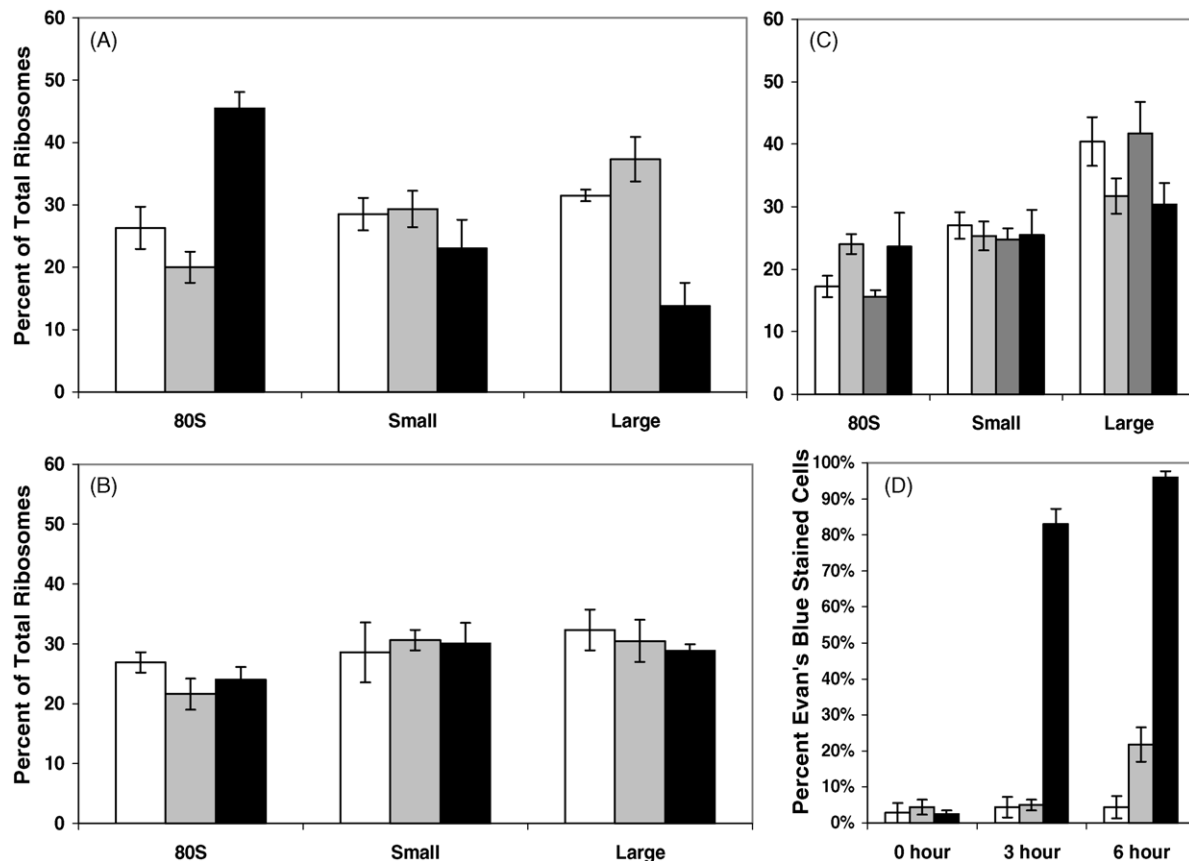 (A)
Percent of Total Ribosomes
60
50
40
30
20
10
0
80S Small Large
(C)
60
50
40
30
20
10
0
80S Small Large
(B)
Percent of Total Ribosomes
60
50
40
30
20
10
0
80S Small Large
(D)
Percent Evan's Blue Stained Cells
100%
90%
80%
70%
60%
50%
40%
30%
20%
10%
0%
0 hour 3 hour 6 hour